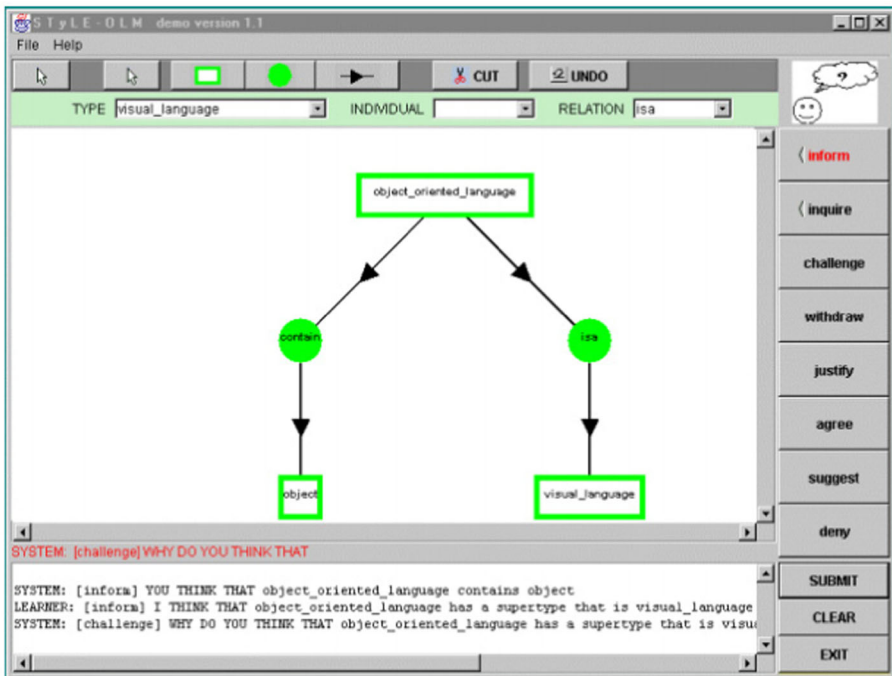 STyLE-OLM demo version 1.1
File Help
CUT UNDO
?
TYPE visual_language INDIVIDUAL RELATION isa
object_oriented_language
contain isa
object visual_language
inform
inquire
challenge
withdraw
justify
agree
suggest
deny
SUBMIT
CLEAR
EXIT
SYSTEM: [challenge] WHY DO YOU THINK THAT
SYSTEM: [inform] YOU THINK THAT object_oriented_language contains object
LEARNER: [inform] I THINK THAT object_oriented_language has a supertype that is visual_language
SYSTEM: [challenge] WHY DO YOU THINK THAT object_oriented_language has a supertype that is visu